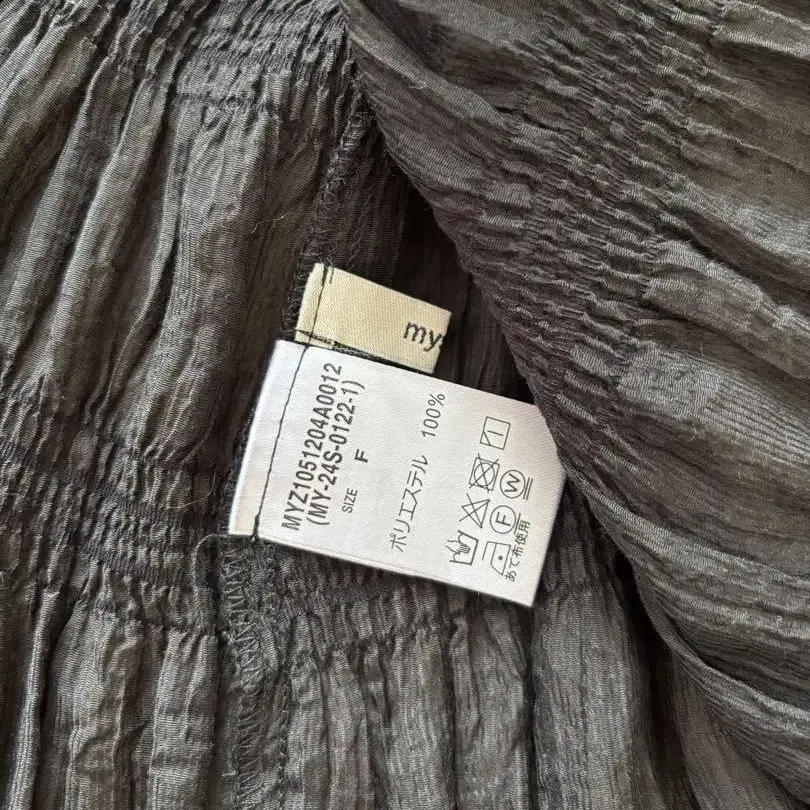 my
MYZ1051204A0012
(MY-24S-0122-1)
SIZE F
ポリエステル 100%
W
F
あて布使用